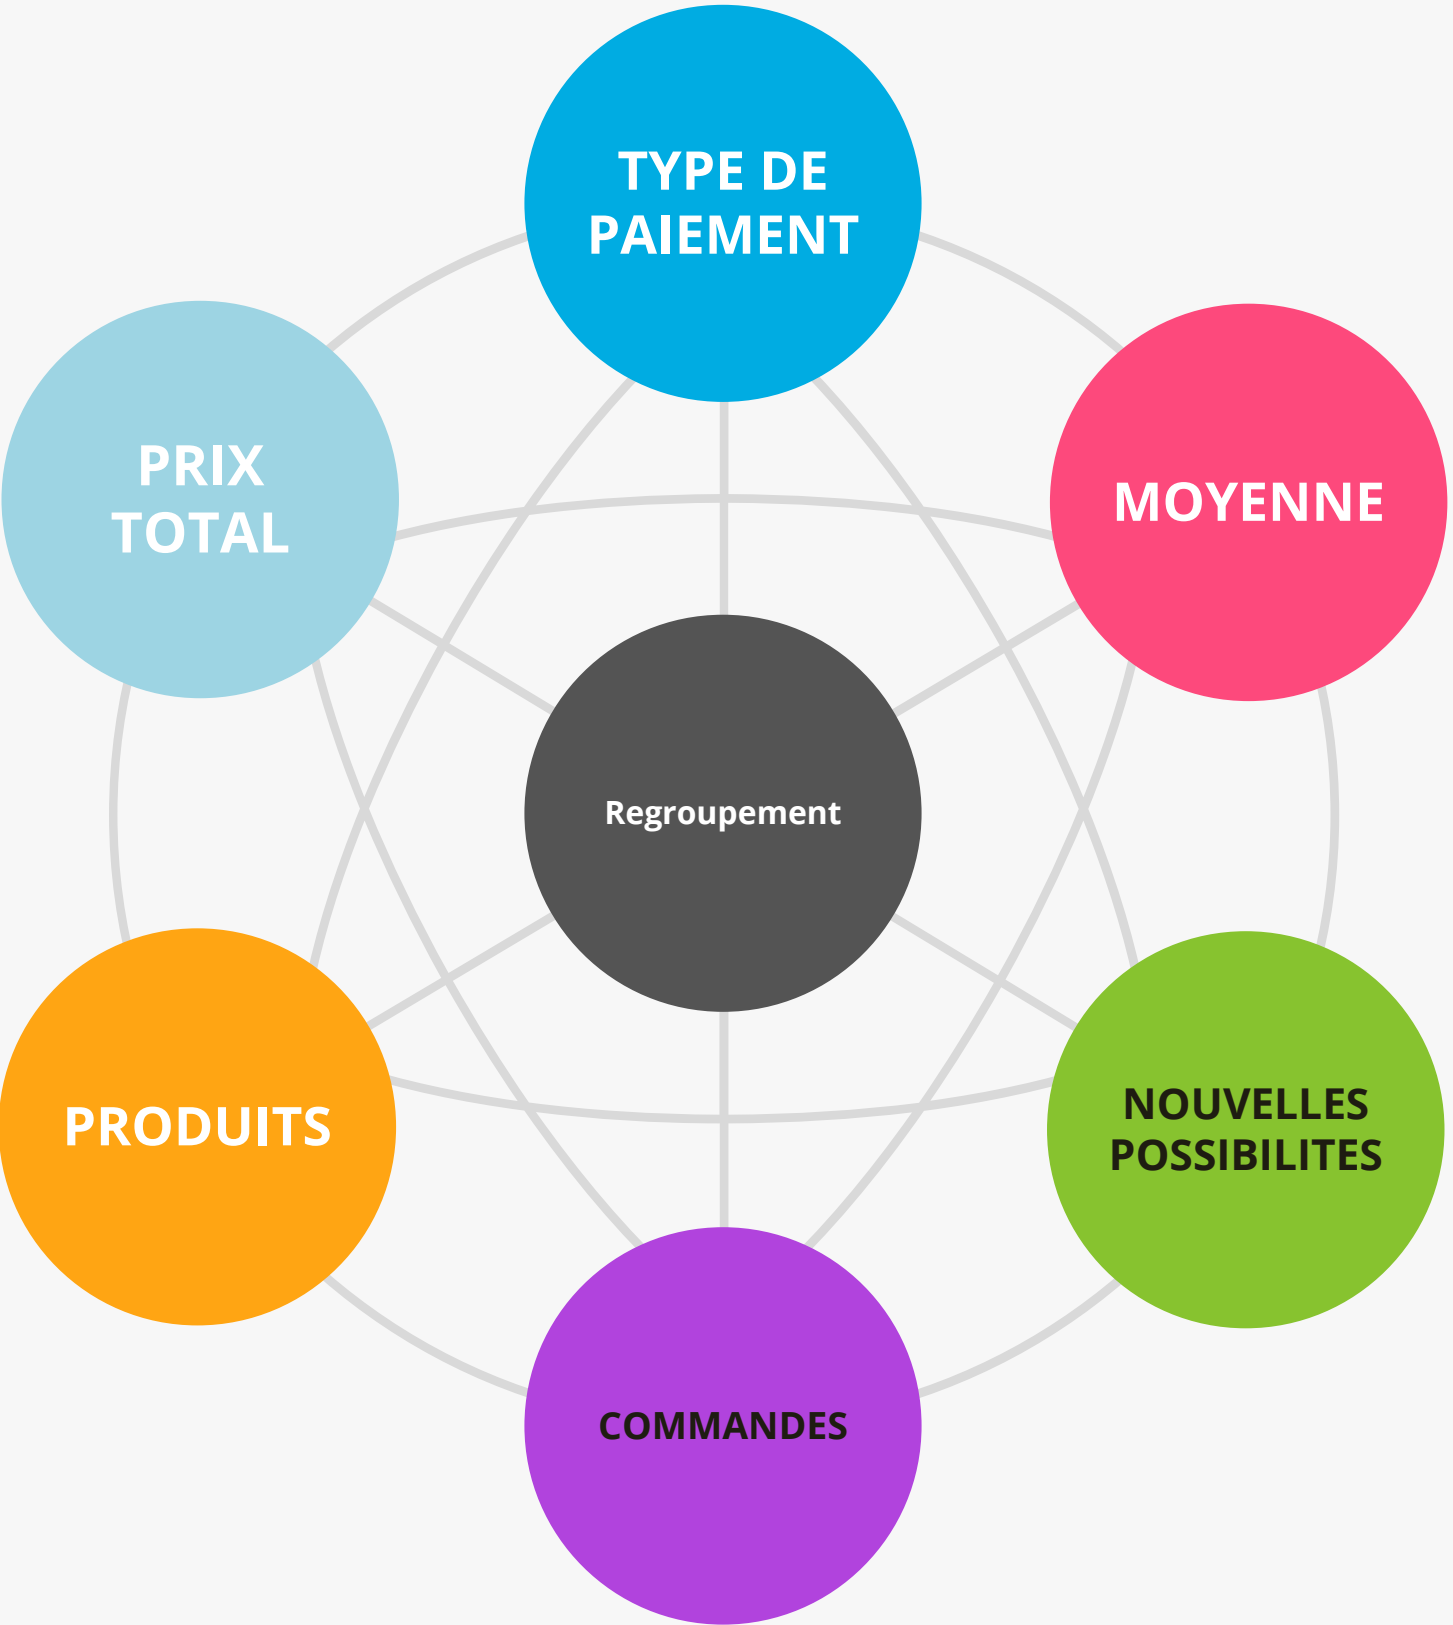 TYPE DE
PAIEMENT
PRIX
TOTAL
MOYENNE
Regroupement
PRODUITS
NOUVELLES
POSSIBILITES
COMMANDES